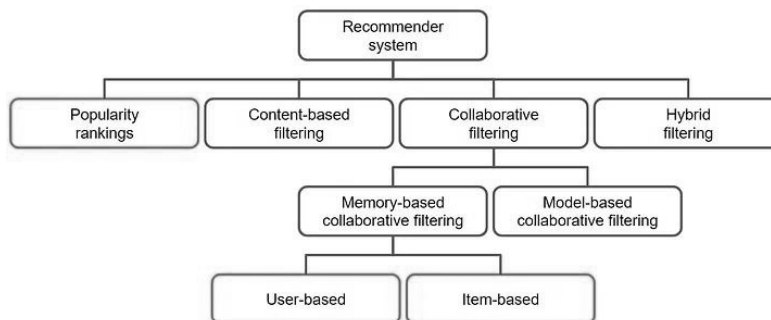 Recommender
system
Popularity
rankings
Content-based
filtering
Collaborative
filtering
Hybrid
filtering
Memory-based
collaborative filtering
Model-based
collaborative filtering
User-based
Item-based